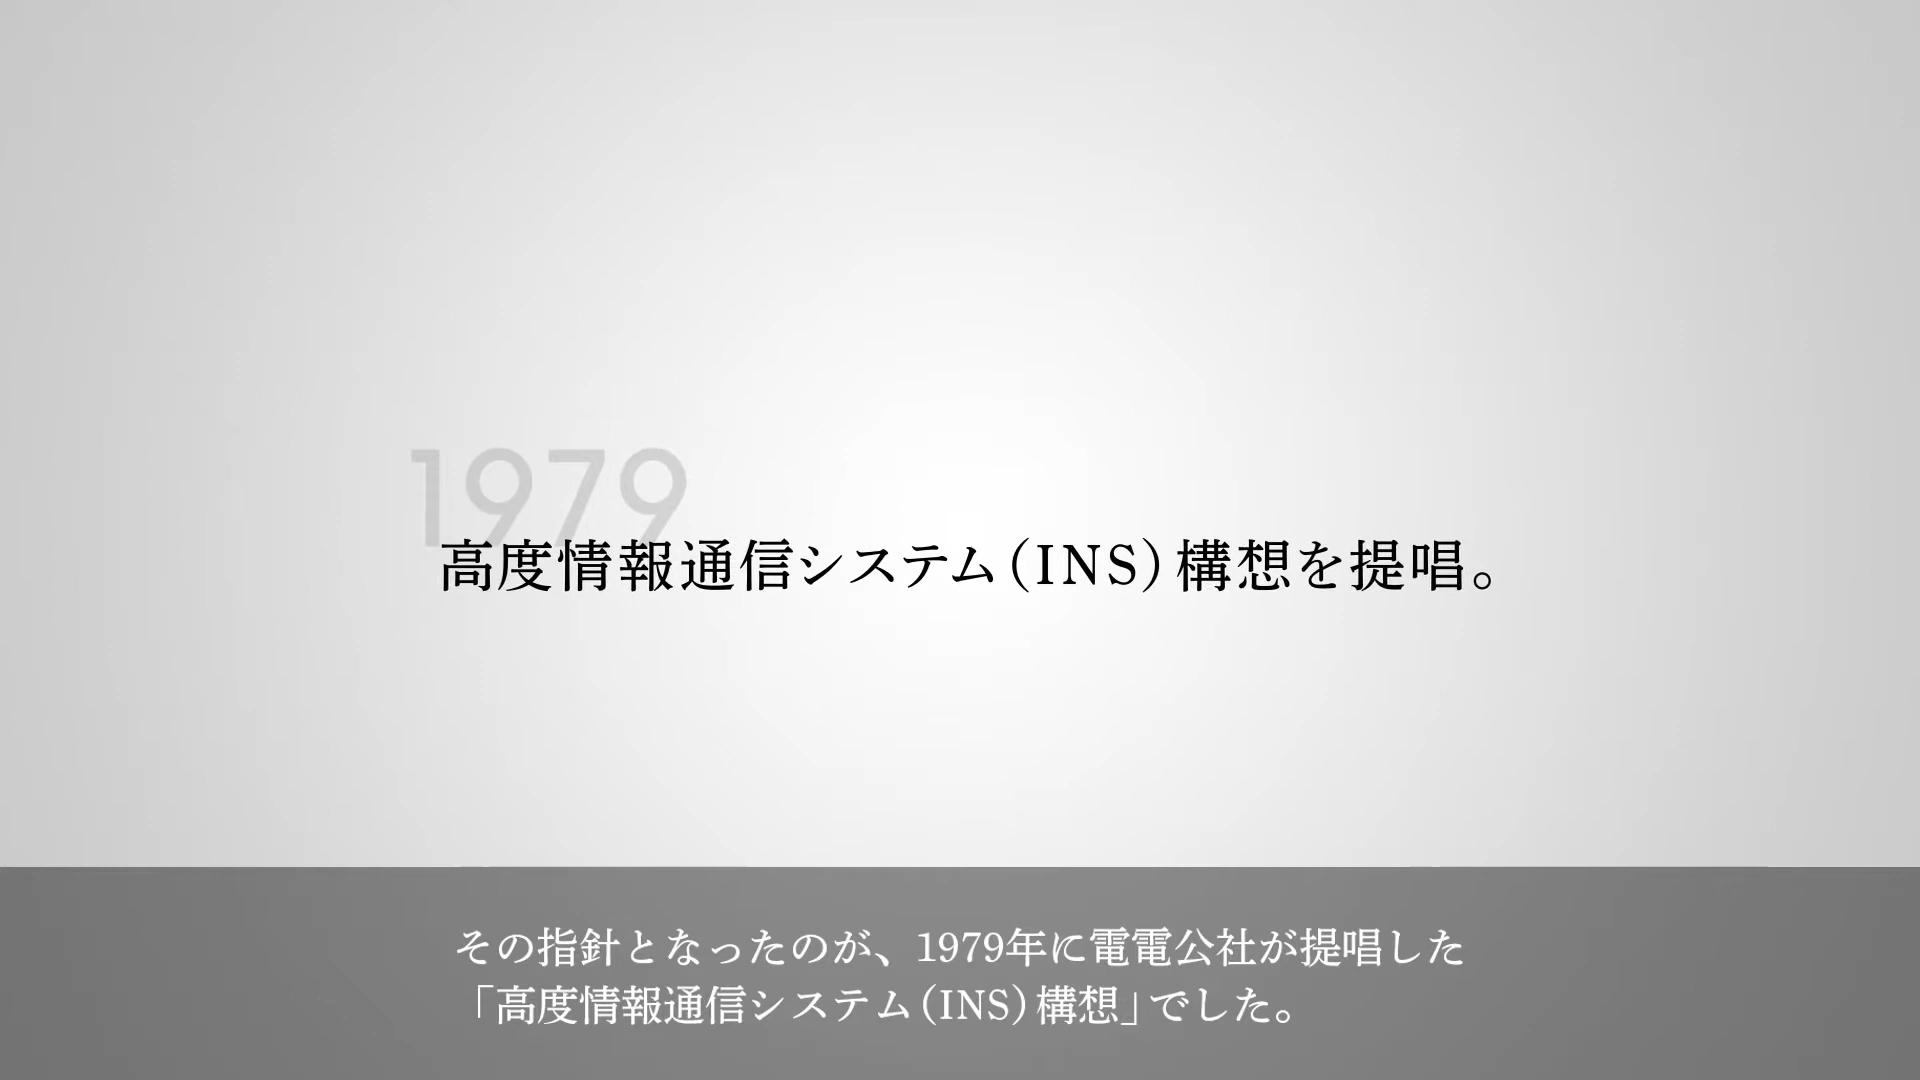 1979
高度情報通信システム（INS）構想を提唱。
その指針となったのが、1979年に電電公社が提唱した
「高度情報通信システム（INS）構想」でした。